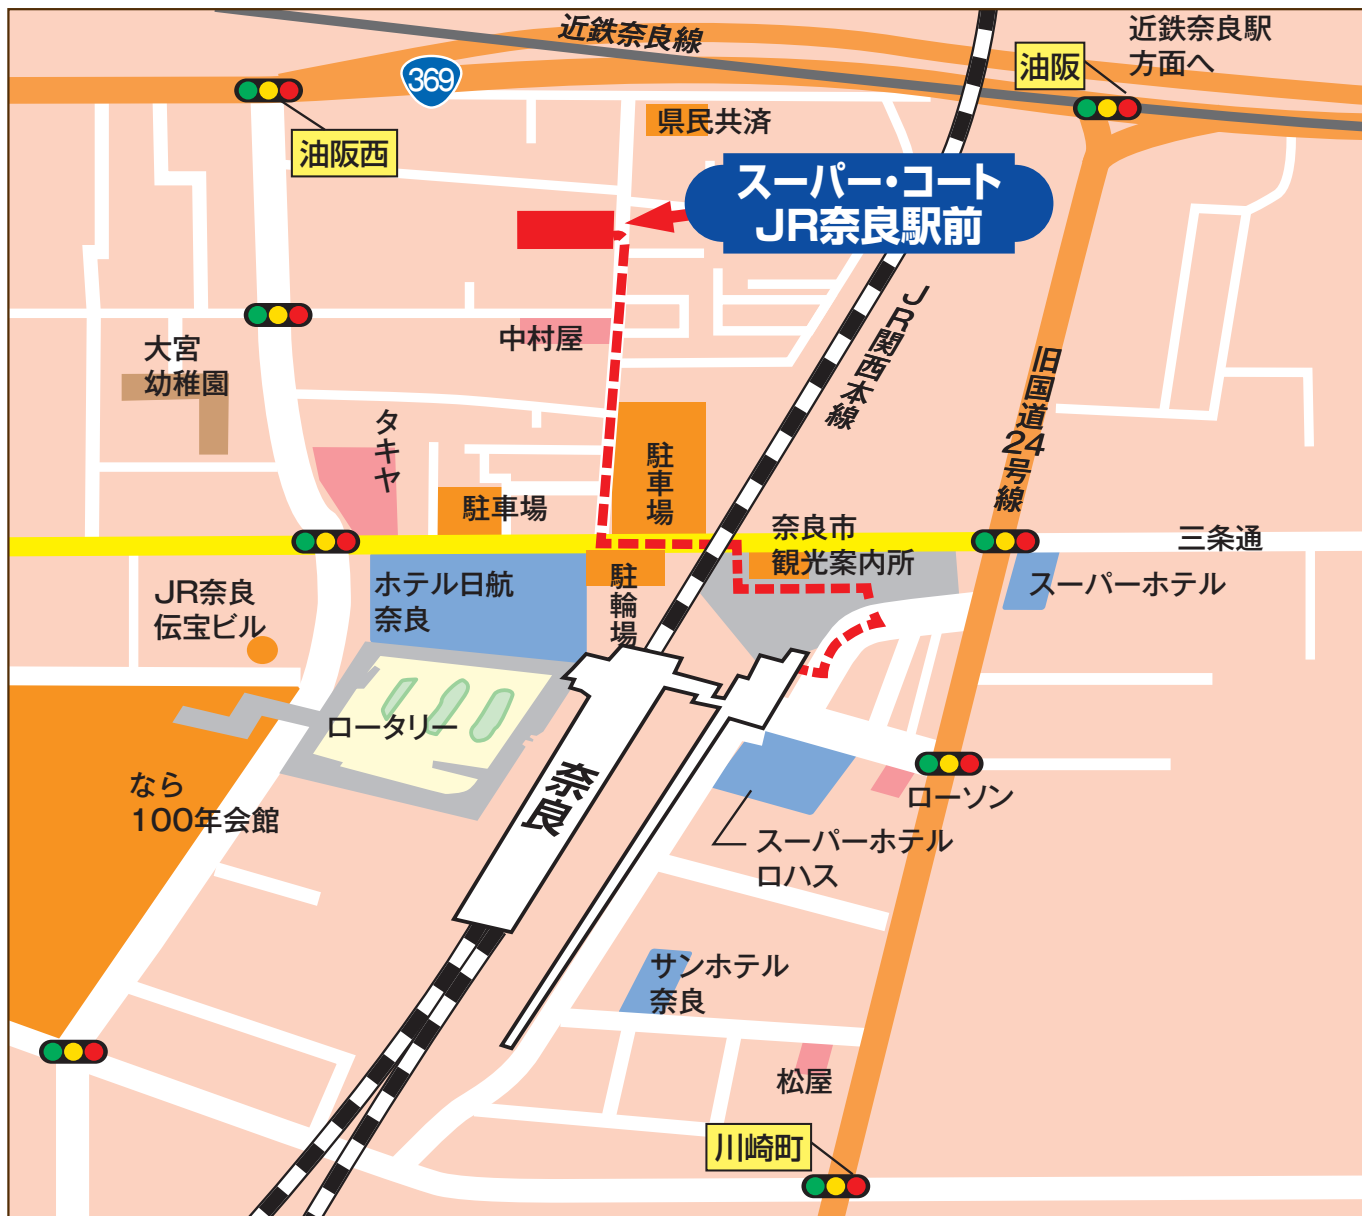 近鉄奈良線
近鉄奈良駅
方面へ
369
油阪
油阪西
県民共済
スーパー・コート
JR奈良駅前
JR関西本線
中村屋
大宮
幼稚園
旧国道24号線
タキヤ
駐車場
駐車場
奈良市
観光案内所
三条通
JR奈良
伝宝ビル
ホテル日航
奈良
駐輪場
スーパーホテル
ロータリー
奈良
なら
100年会館
ローソン
スーパーホテル
ロハス
サンホテル
奈良
松屋
川崎町